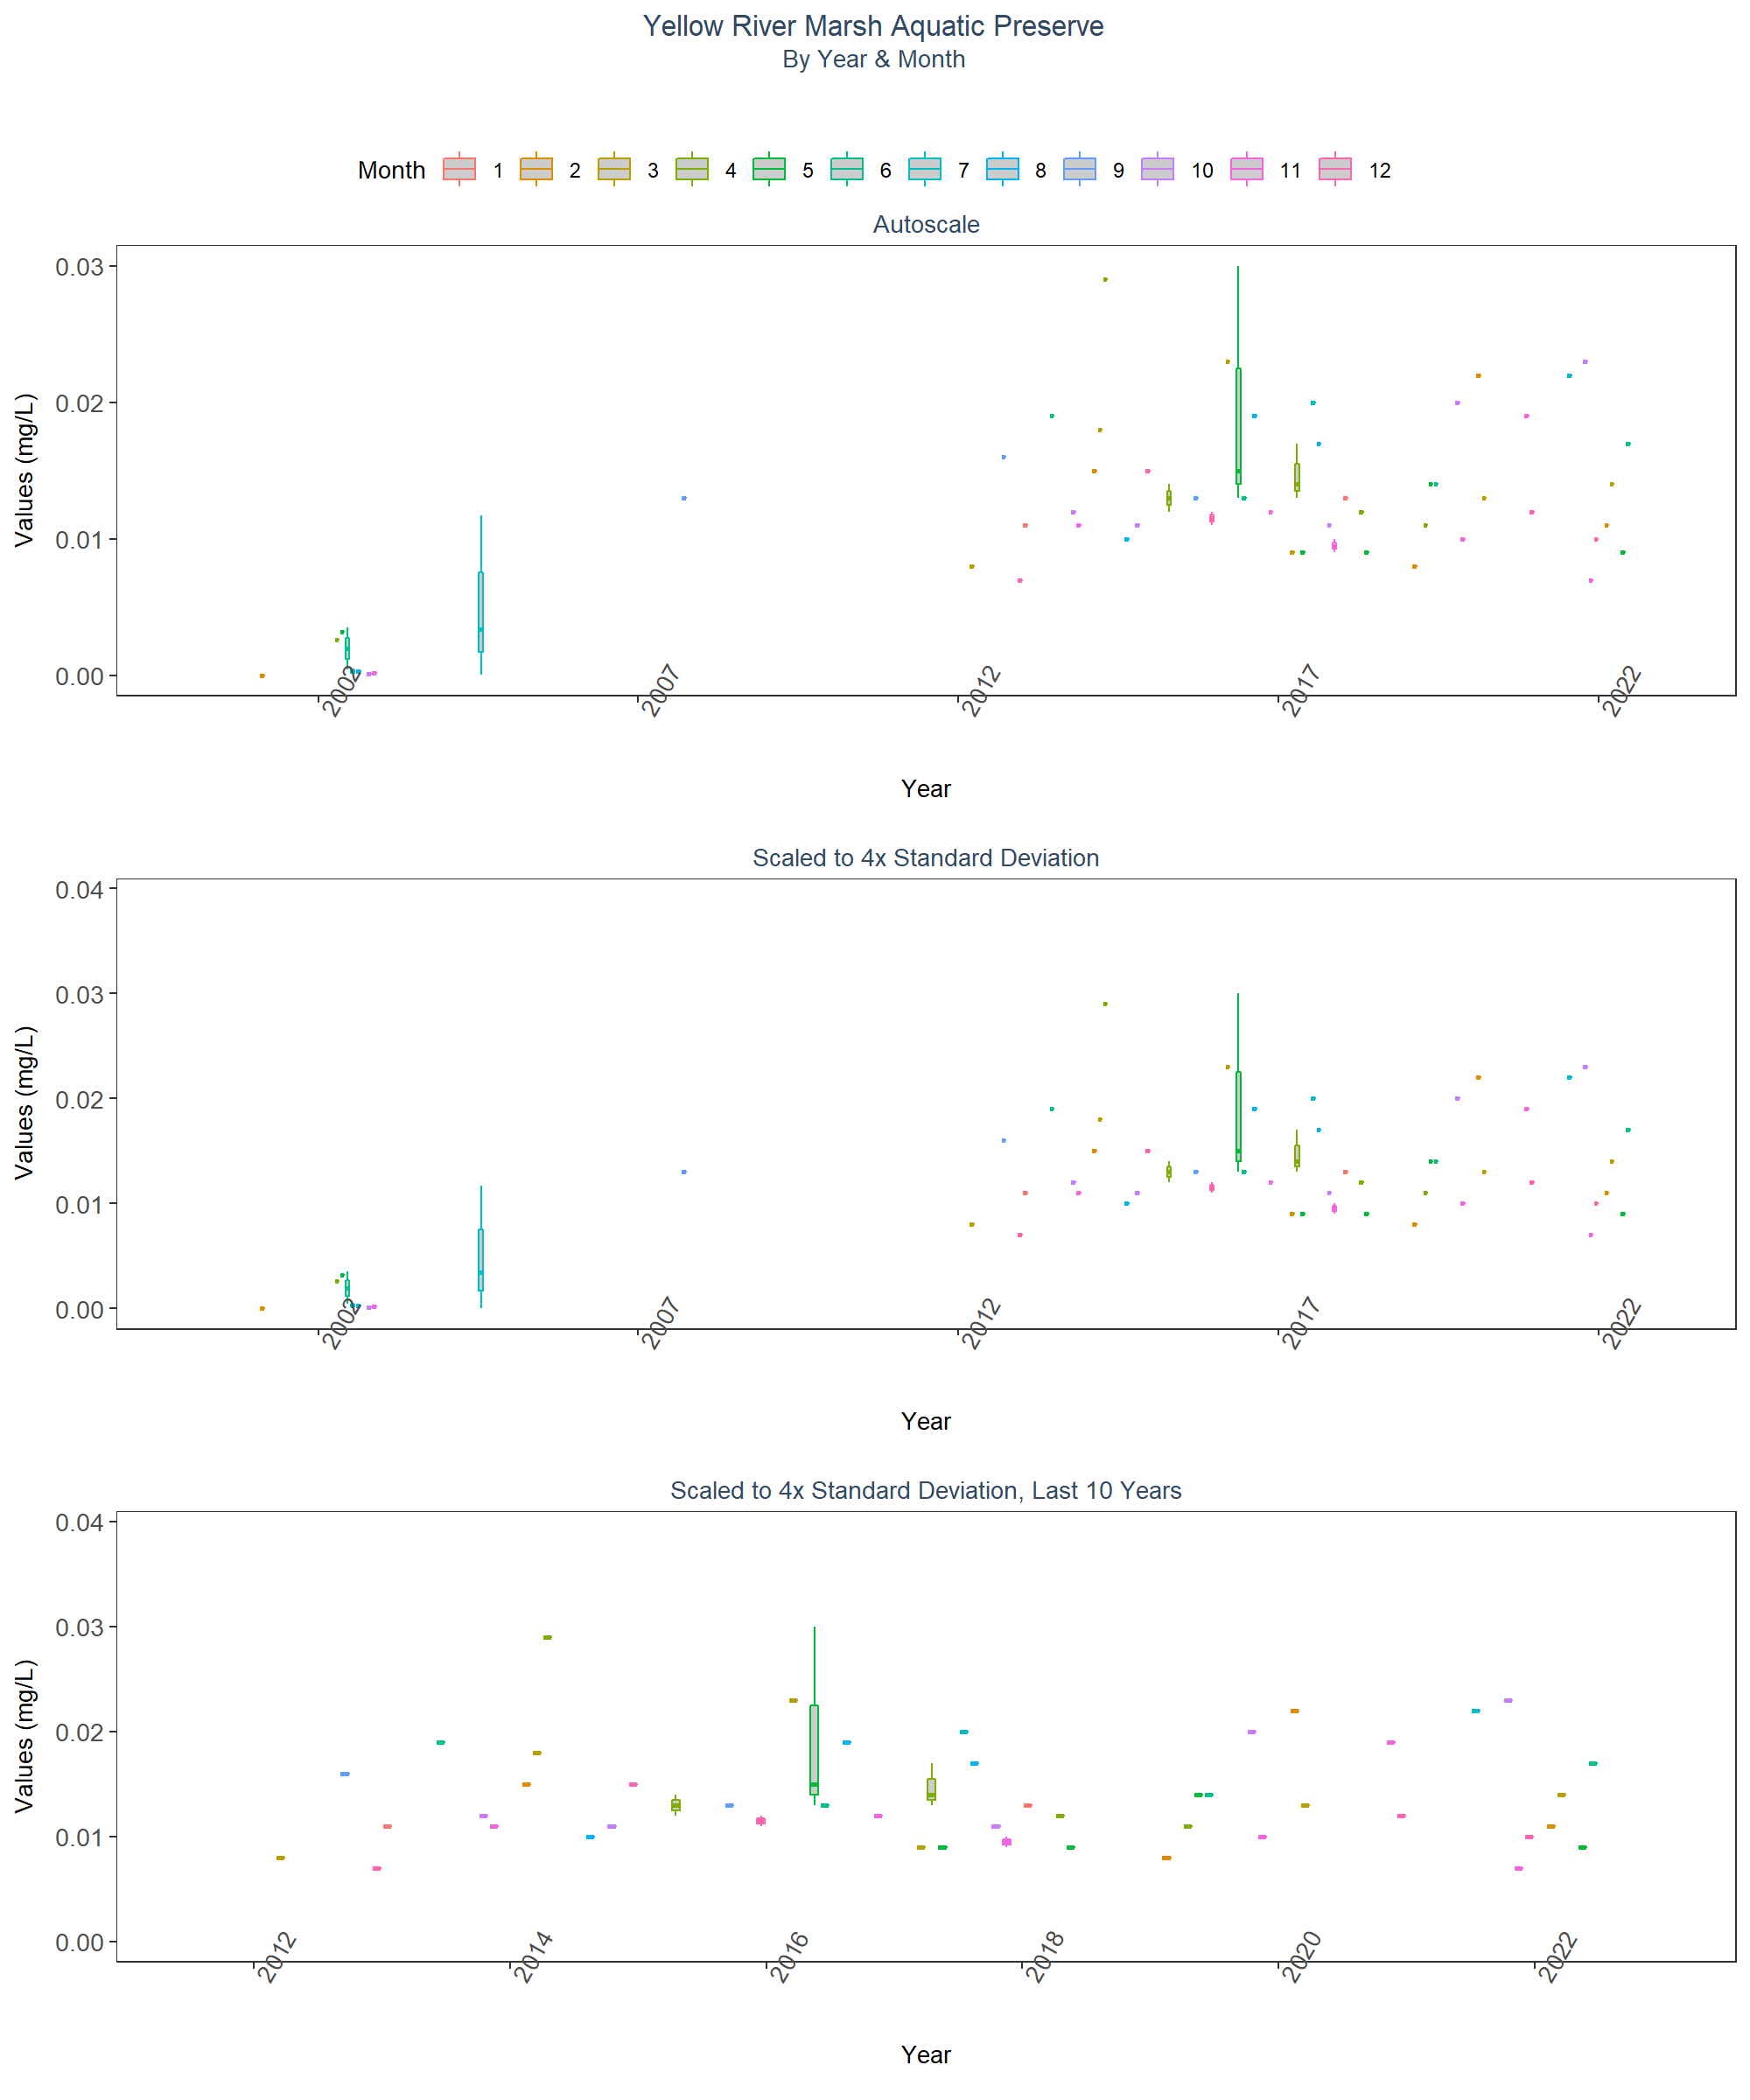 Yellow River Marsh Aquatic Preserve
By Year & Month
Month 1 2 3 4 5 6 7 8 9 10 11 12
Autoscale
Values (mg/L)
0.03
0.02
0.01
0.00
2002 2007 2012 2017 2022
Year
Scaled to 4x Standard Deviation
Values (mg/L)
0.04
0.03
0.02
0.01
0.00
2002 2007 2012 2017 2022
Year
Scaled to 4x Standard Deviation, Last 10 Years
Values (mg/L)
0.04
0.03
0.02
0.01
0.00
2012 2014 2016 2018 2020 2022
Year